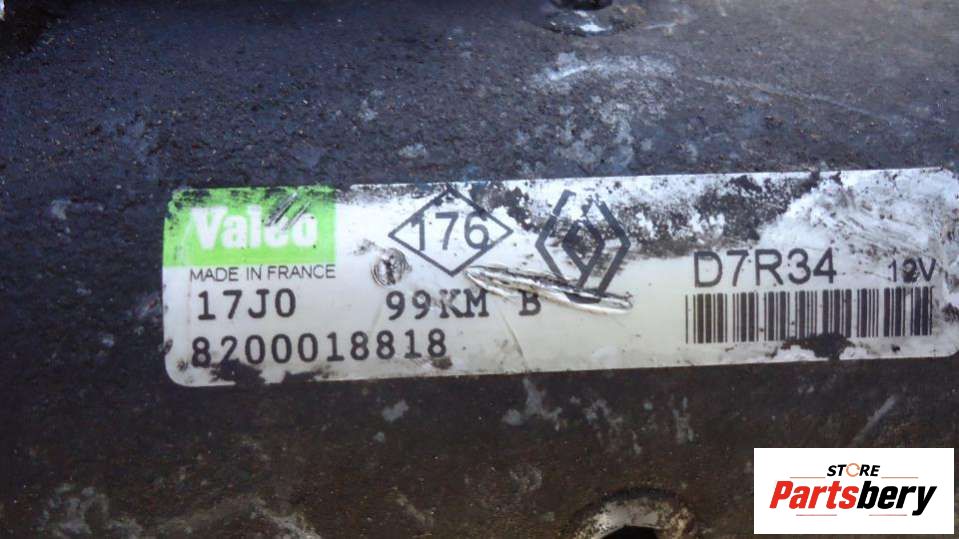 Valeo
176
D7R34 12V
MADE IN FRANCE
17J0 99KM B
8200018818
STORE
Partsbery